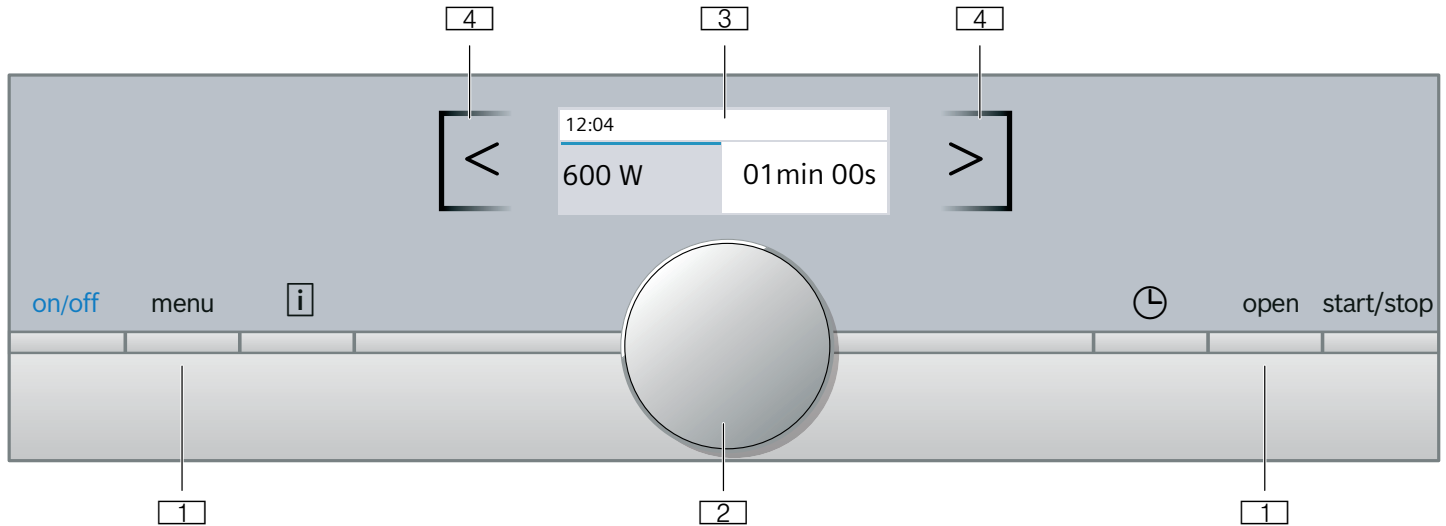 4 3 4
< 12:04 >
600 W 01min 00s
on/off menu i open start/stop
1 2 1